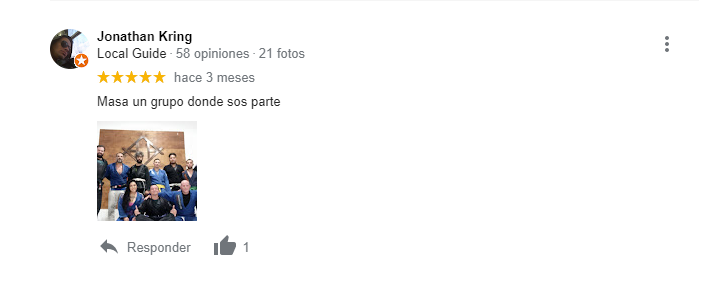 Jonathan Kring
Local Guide · 58 opiniones · 21 fotos
hace 3 meses
Masa un grupo donde sos parte
Responder 1